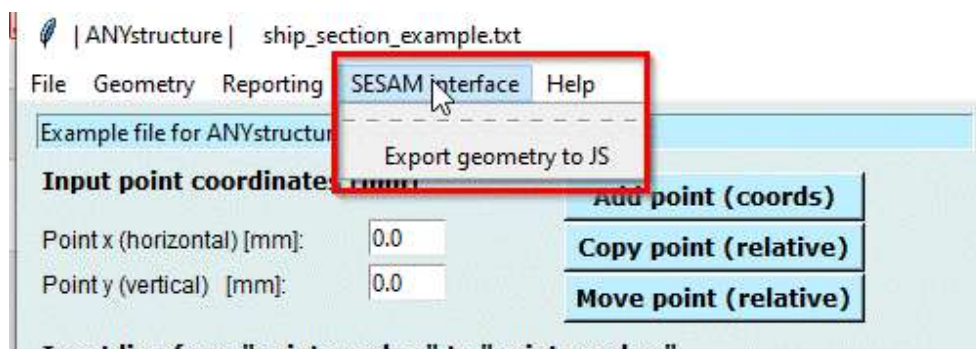 | ANYstructure | ship_section_example.txt
File Geometry Reporting SESAM interface Help
Example file for ANYstructur
Export geometry to JS
Input point coordinates [mm]
Add point (coords)
Point x (horizontal) [mm]: 0.0
Copy point (relative)
Point y (vertical) [mm]: 0.0
Move point (relative)